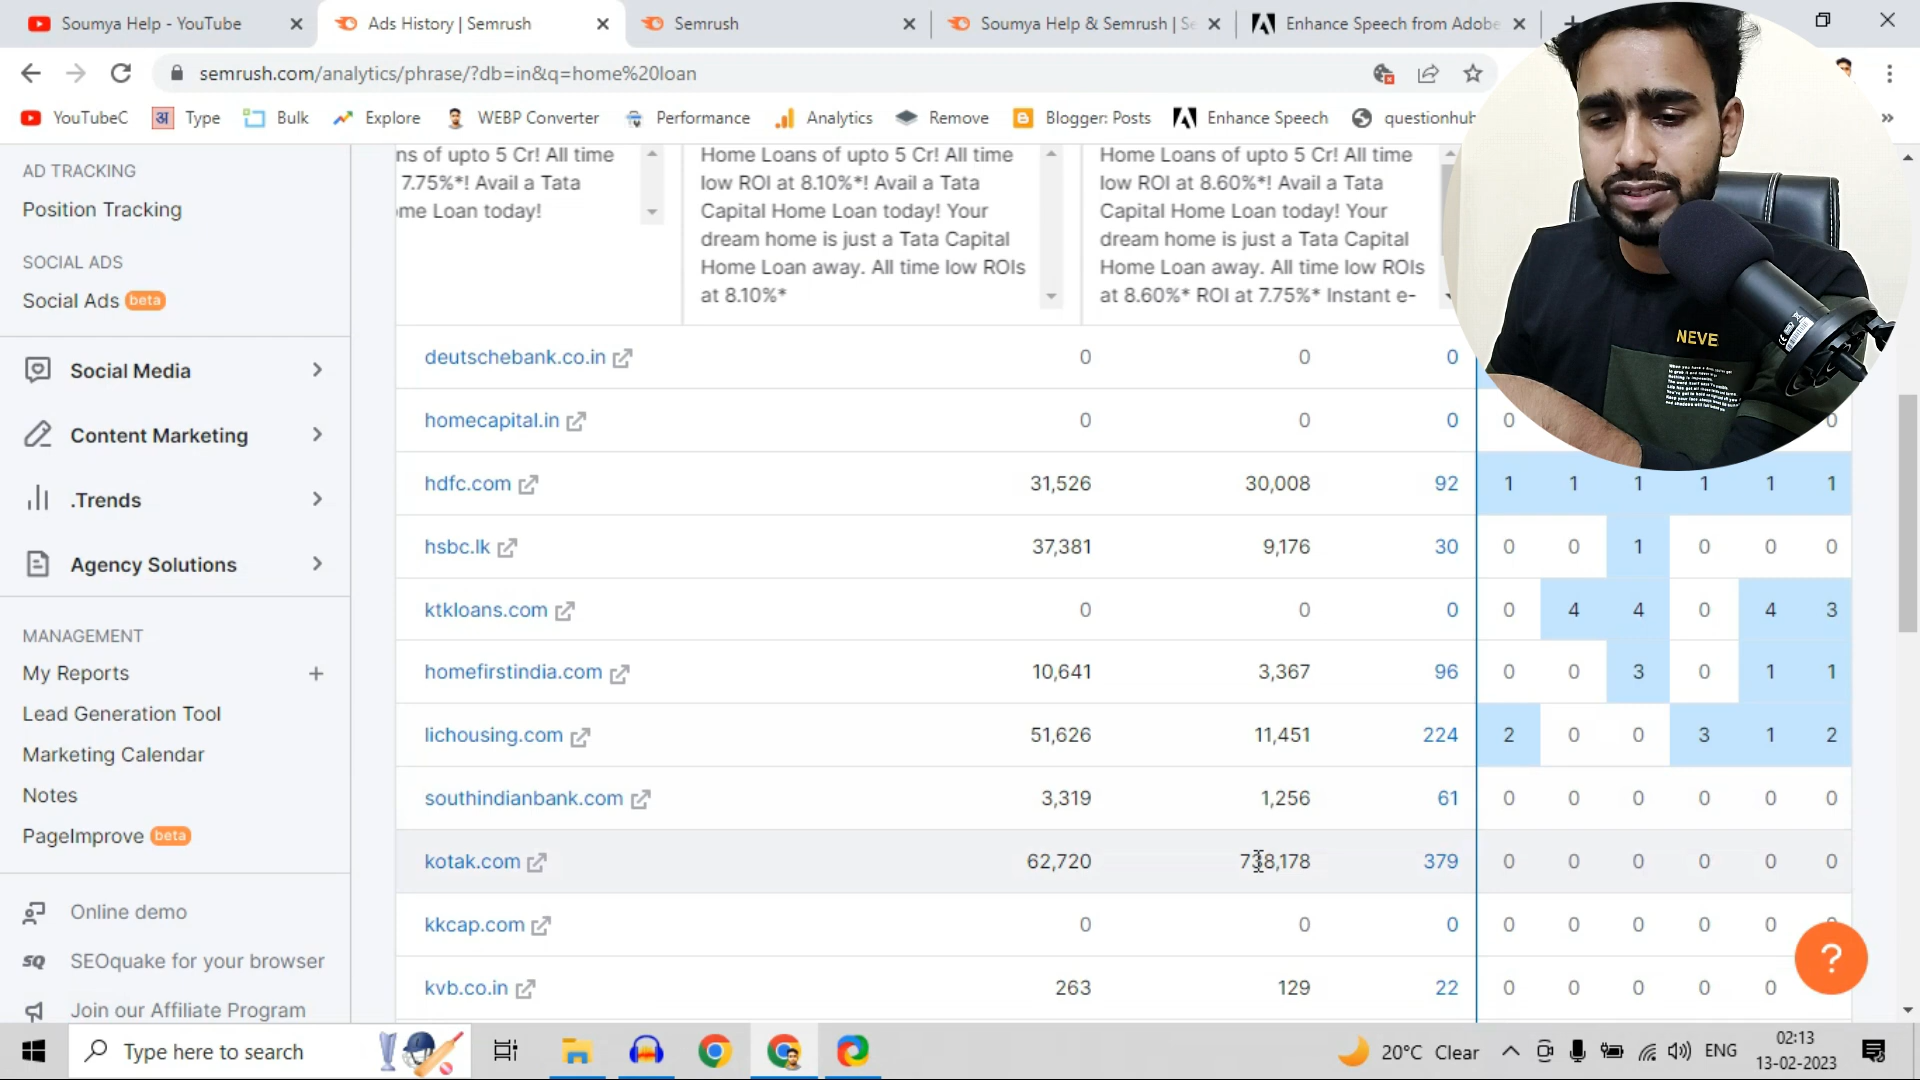 Soumya Help - YouTube
Ads History | Semrush
Semrush
Soumya Help & Semrush | Se
Enhance Speech from Adobe
semrush.com/analytics/phrase/?db=in&q=home%20loan
YouTubeC
अ Type
Bulk
Explore
WEBP Converter
Performance
Analytics
Remove
Blogger: Posts
Enhance Speech
questionhub
»
AD TRACKING
Position Tracking
SOCIAL ADS
Social Ads beta
Social Media
Content Marketing
.Trends
Agency Solutions
MANAGEMENT
My Reports +
Lead Generation Tool
Marketing Calendar
Notes
PageImprove beta
Online demo
SQ SEOquake for your browser
Join our Affiliate Program
ns of upto 5 Cr! All time
7.75%*! Avail a Tata
me Loan today!
Home Loans of upto 5 Cr! All time
low ROI at 8.10%*! Avail a Tata
Capital Home Loan today! Your
dream home is just a Tata Capital
Home Loan away. All time low ROIs
at 8.10%*
Home Loans of upto 5 Cr! All time
low ROI at 8.60%*! Avail a Tata
Capital Home Loan today! Your
dream home is just a Tata Capital
Home Loan away. All time low ROIs
at 8.60%* ROI at 7.75%* Instant e-
NEVE
deutschebank.co.in 0 0 0
homecapital.in 0 0 0 0 0
hdfc.com 31,526 30,008 92 1 1 1 1 1 1
hsbc.lk 37,381 9,176 30 0 0 1 0 0 0
ktkloans.com 0 0 0 0 4 4 0 4 3
homefirstindia.com 10,641 3,367 96 0 0 3 0 1 1
lichousing.com 51,626 11,451 224 2 0 0 3 1 2
southindianbank.com 3,319 1,256 61 0 0 0 0 0 0
kotak.com 62,720 738,178 379 0 0 0 0 0 0
kkcap.com 0 0 0 0 0 0 0 0 0
kvb.co.in 263 129 22 0 0 0 0 0
?
Type here to search
20°C Clear
ENG
02:13
13-02-2023